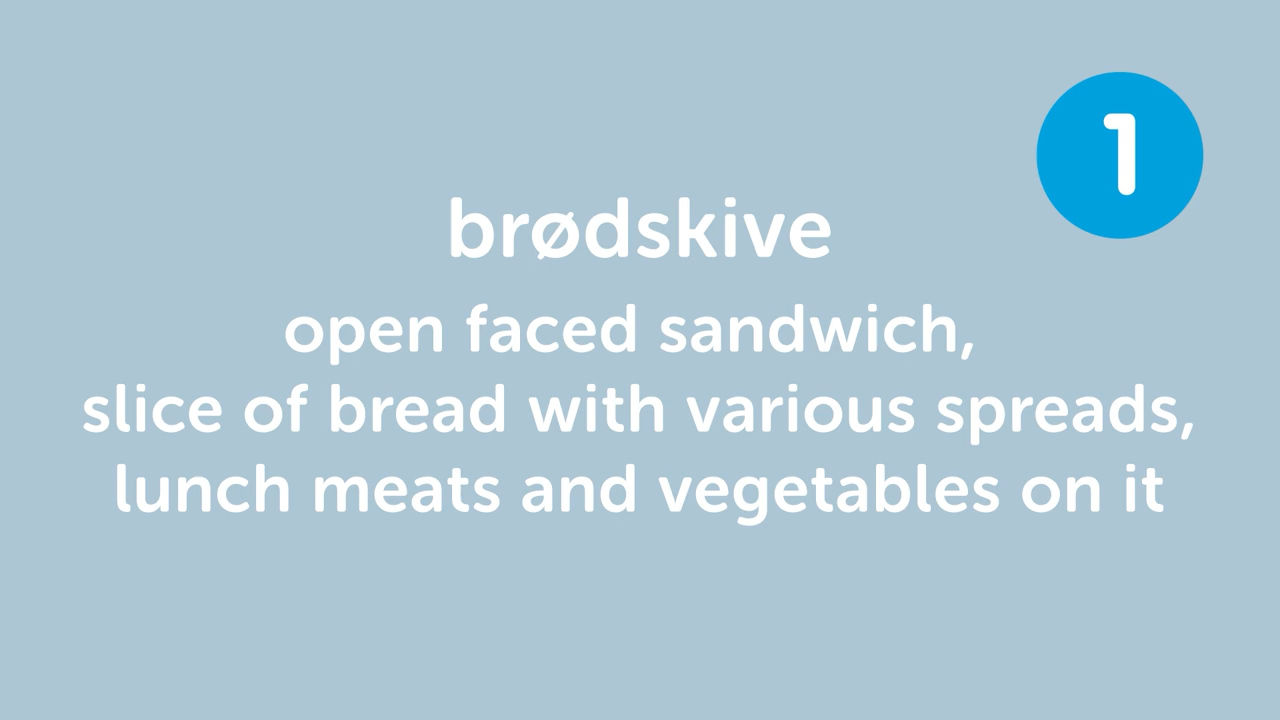 1
brødskive
open faced sandwich,
slice of bread with various spreads,
lunch meats and vegetables on it